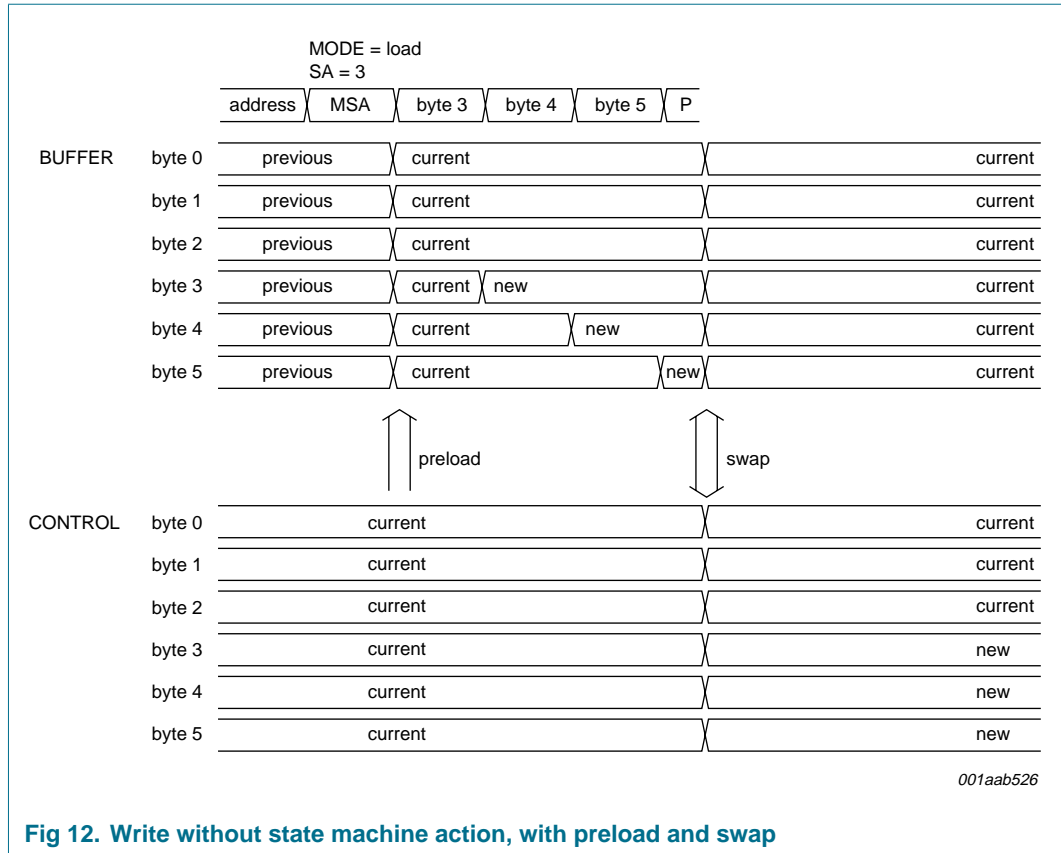 MODE = load
SA = 3
address MSA byte 3 byte 4 byte 5 P
BUFFER byte 0 previous current current
byte 1 previous current current
byte 2 previous current current
byte 3 previous current new current
byte 4 previous current new current
byte 5 previous current new current
preload swap
CONTROL byte 0 current current
byte 1 current current
byte 2 current current
byte 3 current new
byte 4 current new
byte 5 current new
001aab526
Fig 12. Write without state machine action, with preload and swap